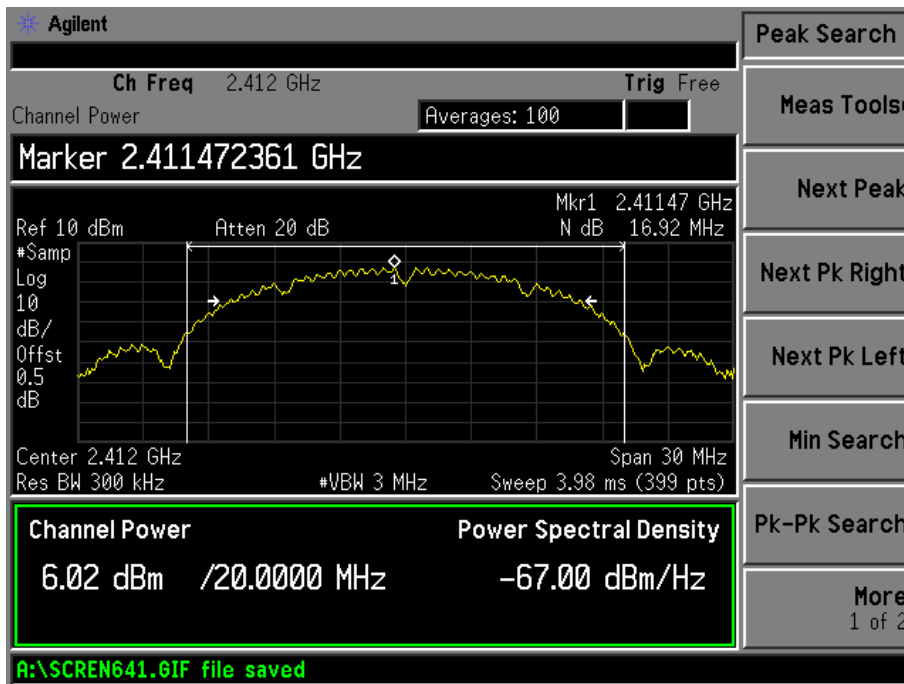 Agilent
Peak Search
Ch Freq 2.412 GHz Trig Free
Channel Power Averages: 100
Meas Tools
Marker 2.411472361 GHz
Next Peak
Mkr1 2.41147 GHz
Ref 10 dBm Atten 20 dB N dB 16.92 MHz
#Samp
Log
10
dB/
Offst
0.5
dB
1
Next Pk Right
Next Pk Left
Center 2.412 GHz Span 30 MHz
Res BW 300 kHz #VBW 3 MHz Sweep 3.98 ms (399 pts)
Min Search
Channel Power Power Spectral Density
6.02 dBm /20.0000 MHz -67.00 dBm/Hz
Pk-Pk Search
More
1 of 2
A:\SCREN641.GIF file saved